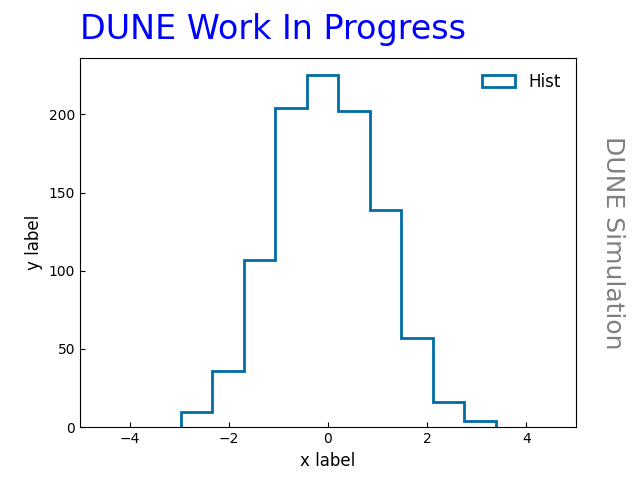 DUNE Work In Progress
Hist
DUNE Simulation
y label
200
150
100
50
0
−4
−2
0
2
4
x label